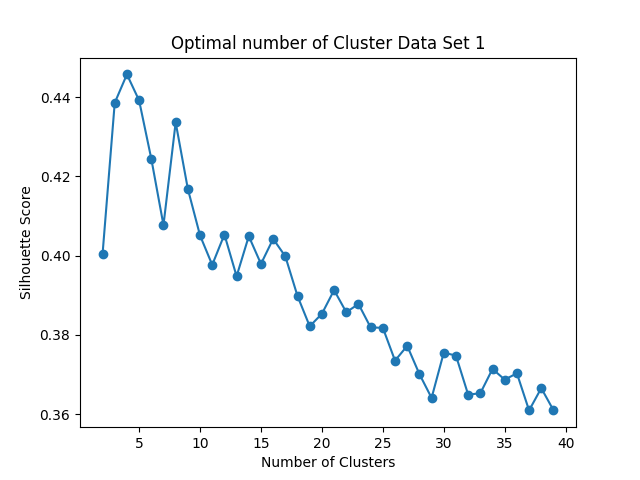 Optimal number of Cluster Data Set 1
Silhouette Score
0.44
0.42
0.40
0.38
0.36
5 10 15 20 25 30 35 40
Number of Clusters